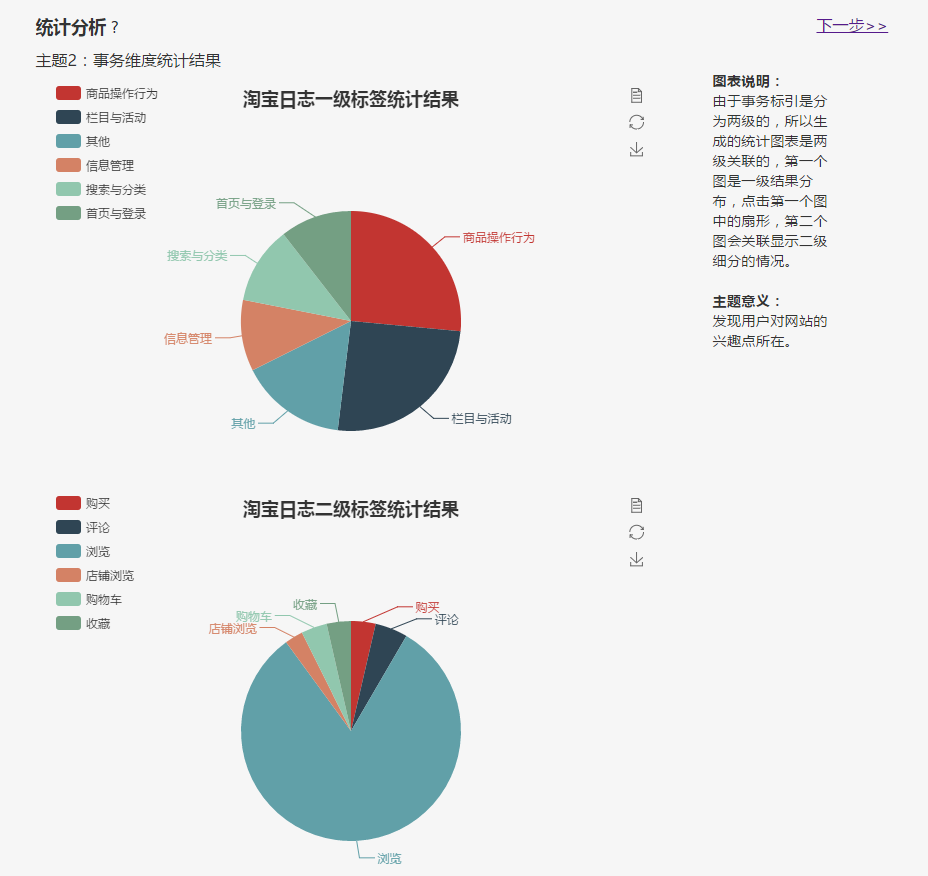 统计分析？
下一步>>
主题2：事务维度统计结果
商品操作行为
栏目与活动
其他
信息管理
搜索与分类
首页与登录
淘宝日志一级标签统计结果
首页与登录
商品操作行为
搜索与分类
信息管理
其他
栏目与活动
图表说明：
由于事务标引是分
为两级的，所以生
成的统计图表是两
级关联的，第一个
图是一级结果分
布，点击第一个图
中的扇形，第二个
图会关联显示二级
细分的情况。
主题意义：
发现用户对网站的
兴趣点所在。
购买
评论
浏览
店铺浏览
购物车
收藏
淘宝日志二级标签统计结果
收藏
购买
购物车
评论
店铺浏览
浏览